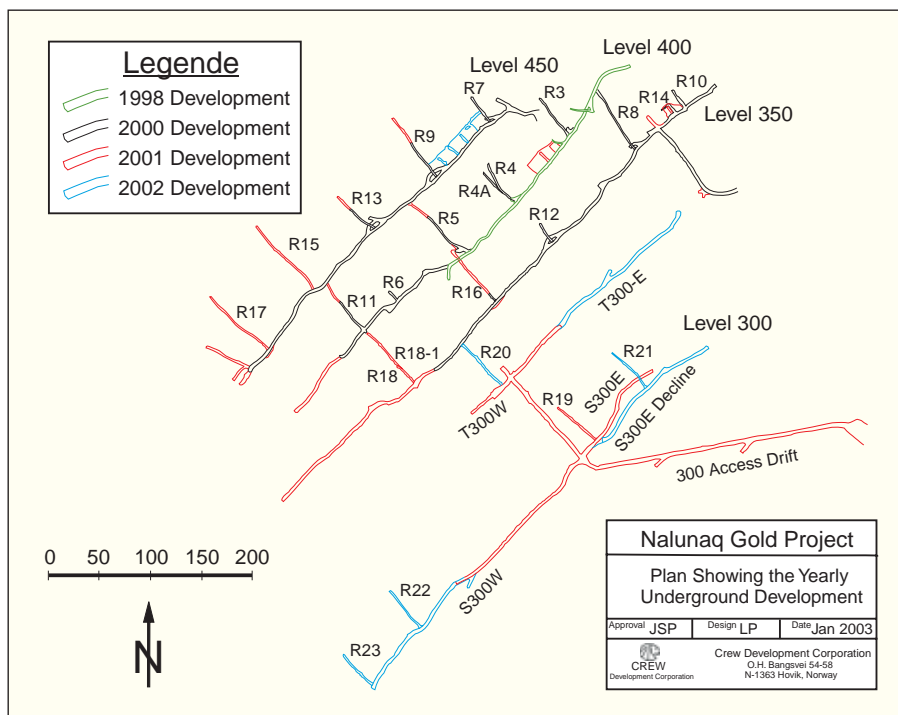 Legende
1998 Development
2000 Development
2001 Development
2002 Development
Level 400
Level 450
R10
R7
R3
R14
R8
Level 350
R9
R4
R4A
R13
R5
R12
R15
R6
T300-E
R16
R11
R17
Level 300
R18-1
R20
R21
R18
S300E
R19
T300W
S300E Decline
300 Access Drift
0 50 100 150 200
S300W
R22
R23
N
Nalunaq Gold Project
Plan Showing the Yearly
Underground Development
Approval JSP Design LP Date Jan 2003
CREW
Development Corporation
Crew Development Corporation
O.H. Bangsvei 54-58
N-1363 Hovik, Norway